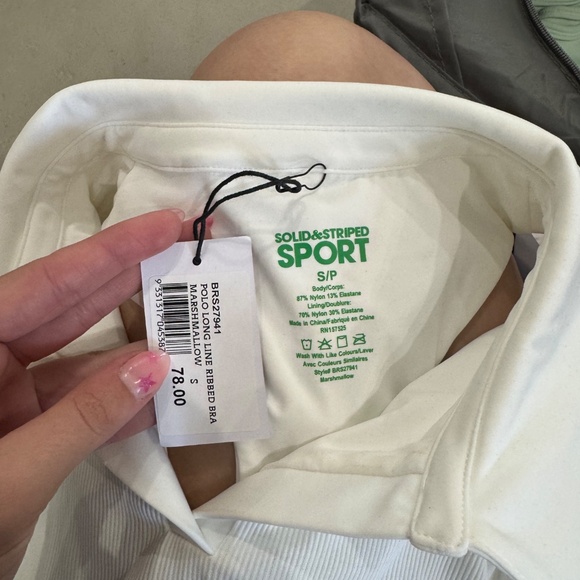 SOLID&STRIPED
SPORT
S/P
Body/Corps:
87% Nylon 13% Elastane
Lining/Doublure:
70% Nylon 30% Elastane
Made in China/Fabriqué en Chine
RN157525
Wash With Like Colours/Laver
Avec Couleurs Similaires
Style# BRS27941
Marshmallow
BRS27941
POLO LONG LINE RIBBED BRA
MARSHMALLOW S
78.00